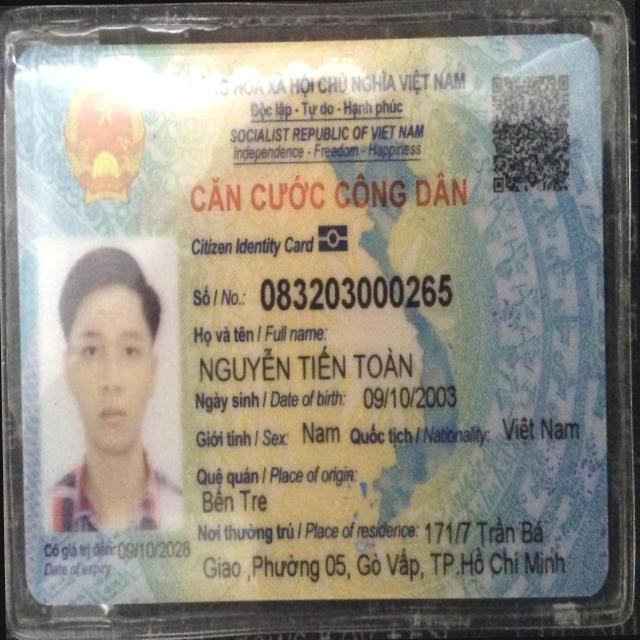 HÒA XÃ HỘI CHỦ NGHĨA VIỆT NAM
Độc lập - Tự do - Hạnh phúc
SOCIALIST REPUBLIC OF VIET NAM
Independence - Freedom - Happiness
CĂN CƯỚC CÔNG DÂN
Citizen Identity Card
Số / No.: 083203000265
Họ và tên / Full name:
NGUYỄN TIẾN TOÀN
Ngày sinh / Date of birth: 09/10/2003
Giới tính / Sex: Nam Quốc tịch / Nationality: Việt Nam
Quê quán / Place of origin:
Bến Tre
Nơi thường trú / Place of residence: 171/7 Trần Bá
Giao ,Phường 05, Gò Vấp, TP.Hồ Chí Minh
Có giá trị đến: 09/10/2028
Date of expiry